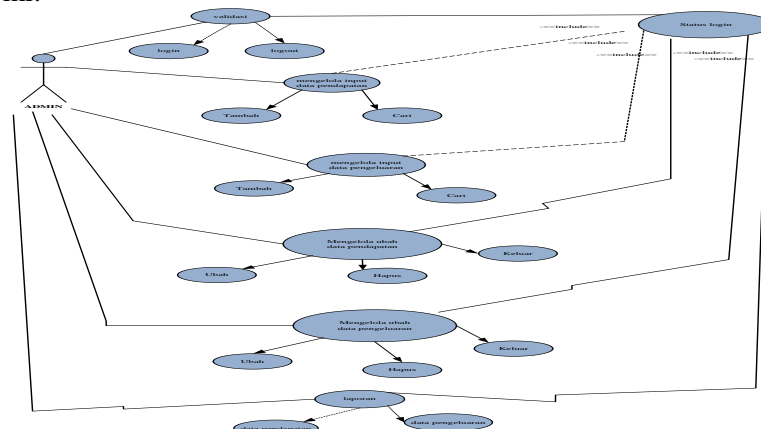 validasi
Status login
<<include>>
<<include>>
<<include>>
<<include>>
<<include>>
login
logout
mengelola input
data pendapatan
ADMIN
Tambah
Cari
mengelola input
data pengeluaran
Tambah
Cari
Mengelola ubah
data pendapatan
Keluar
Ubah
Hapus
Mengelola ubah
data pengeluaran
Keluar
Ubah
Hapus
laporan
data pendapatan
data pengeluaran